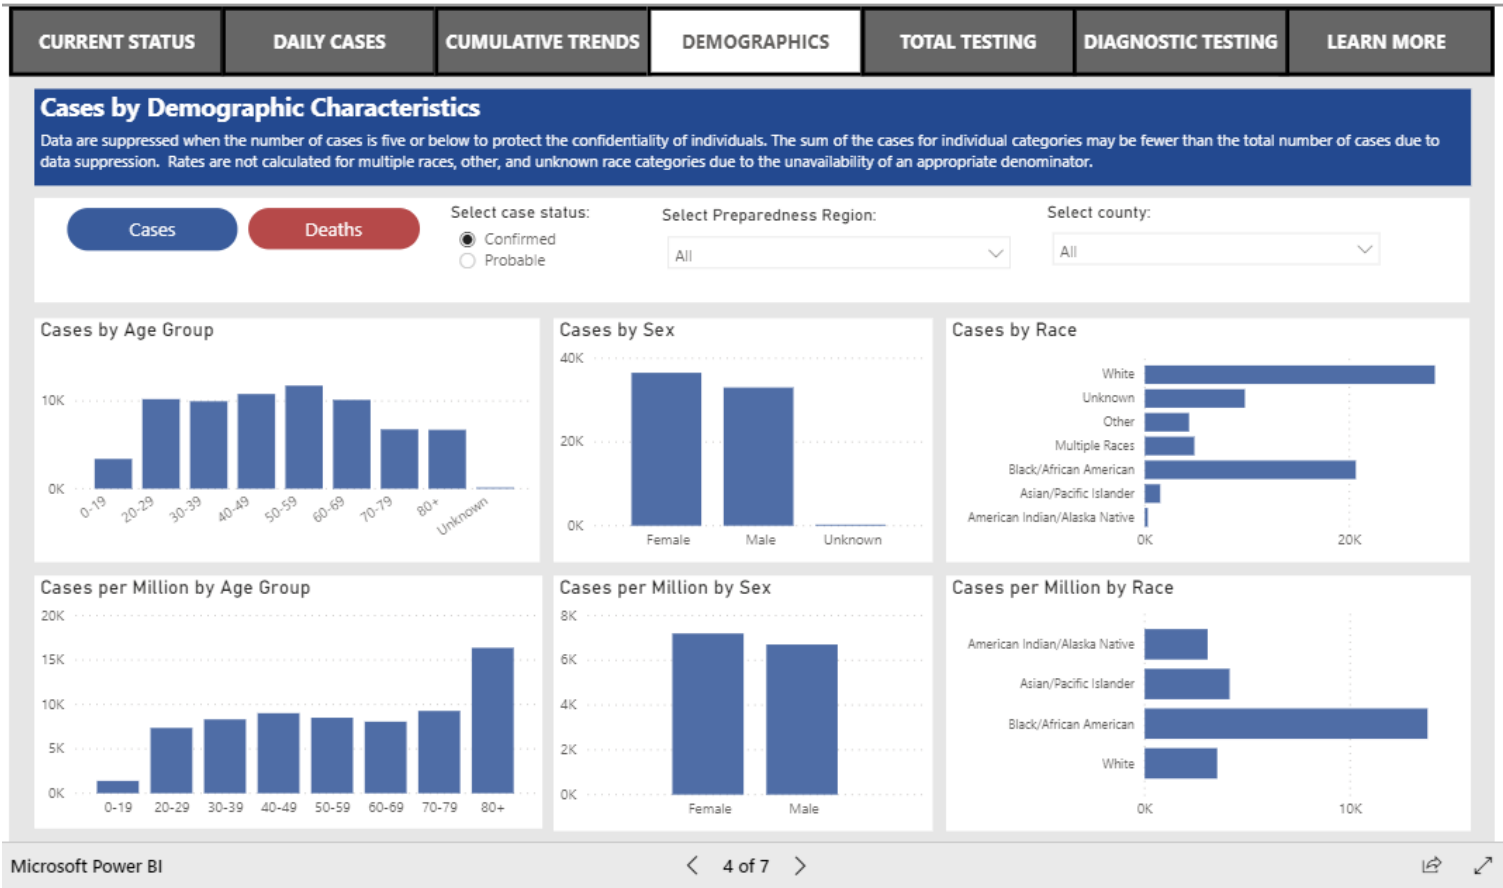 CURRENT STATUS
DAILY CASES
CUMULATIVE TRENDS
DEMOGRAPHICS
TOTAL TESTING
DIAGNOSTIC TESTING
LEARN MORE
Cases by Demographic Characteristics
Data are suppressed when the number of cases is five or below to protect the confidentiality of individuals. The sum of the cases for individual categories may be fewer than the total number of cases due to
data suppression. Rates are not calculated for multiple races, other, and unknown race categories due to the unavailability of an appropriate denominator.
Cases
Deaths
Select case status:
Confirmed
Probable
Select Preparedness Region:
All
Select county:
All
Cases by Age Group
10K
0K
0-19
20-29
30-39
40-49
50-59
60-69
70-79
80+
Unknown
Cases by Sex
40K
20K
0K
Female
Male
Unknown
Cases by Race
White
Unknown
Other
Multiple Races
Black/African American
Asian/Pacific Islander
American Indian/Alaska Native
0K
20K
Cases per Million by Age Group
20K
15K
10K
5K
0K
0-19
20-29
30-39
40-49
50-59
60-69
70-79
80+
Cases per Million by Sex
8K
6K
4K
2K
0K
Female
Male
Cases per Million by Race
American Indian/Alaska Native
Asian/Pacific Islander
Black/African American
White
0K
10K
Microsoft Power BI
4 of 7